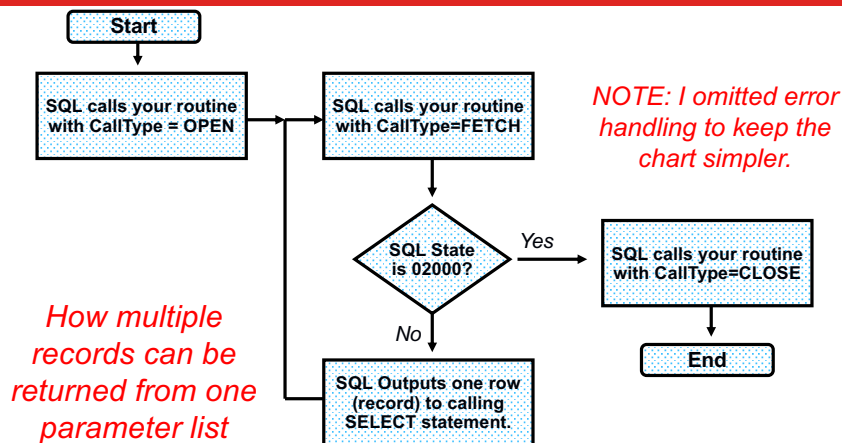 Start
SQL calls your routine
with CallType = OPEN
SQL calls your routine
with CallType=FETCH
NOTE: I omitted error
handling to keep the
chart simpler.
SQL State
is 02000?
Yes
SQL calls your routine
with CallType=CLOSE
No
End
How multiple
records can be
returned from one
parameter list
SQL Outputs one row
(record) to calling
SELECT statement.